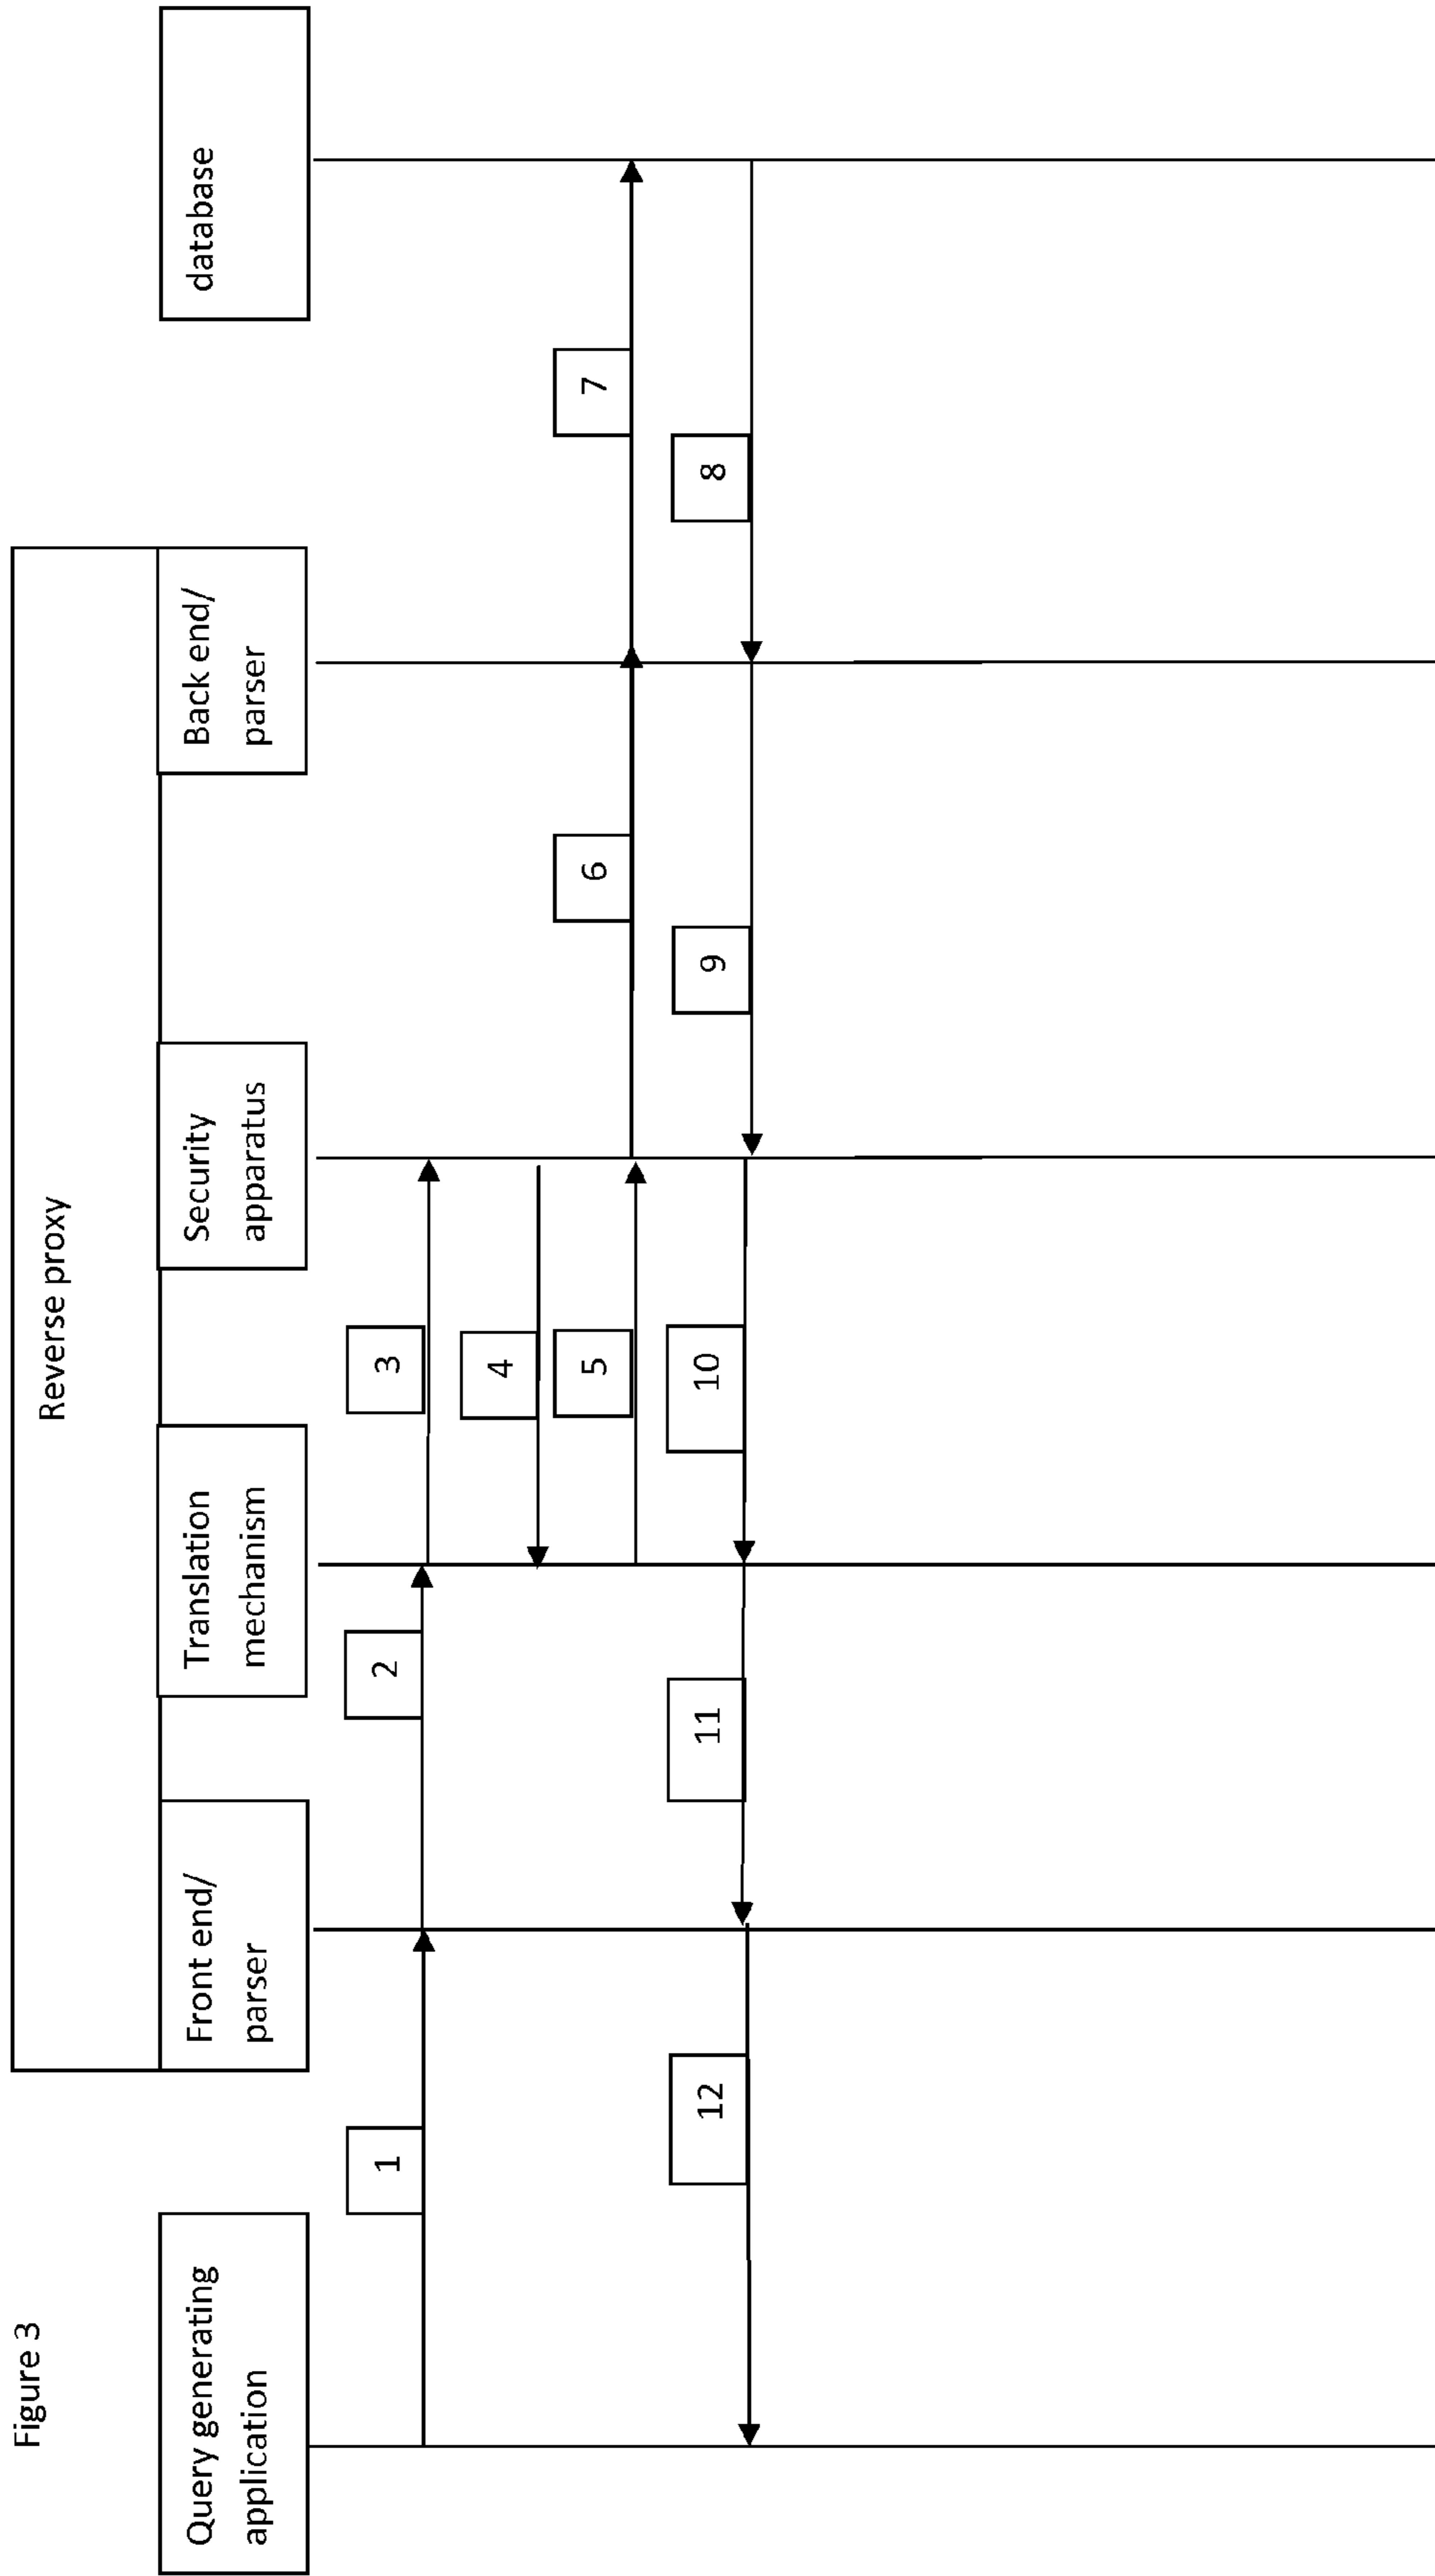 Figure 3
Reverse proxy
Query generating
application
Front end/
parser
Translation
mechanism
Security
apparatus
Back end/
parser
database
1
2
3
4
5
6
7
8
9
10
11
12